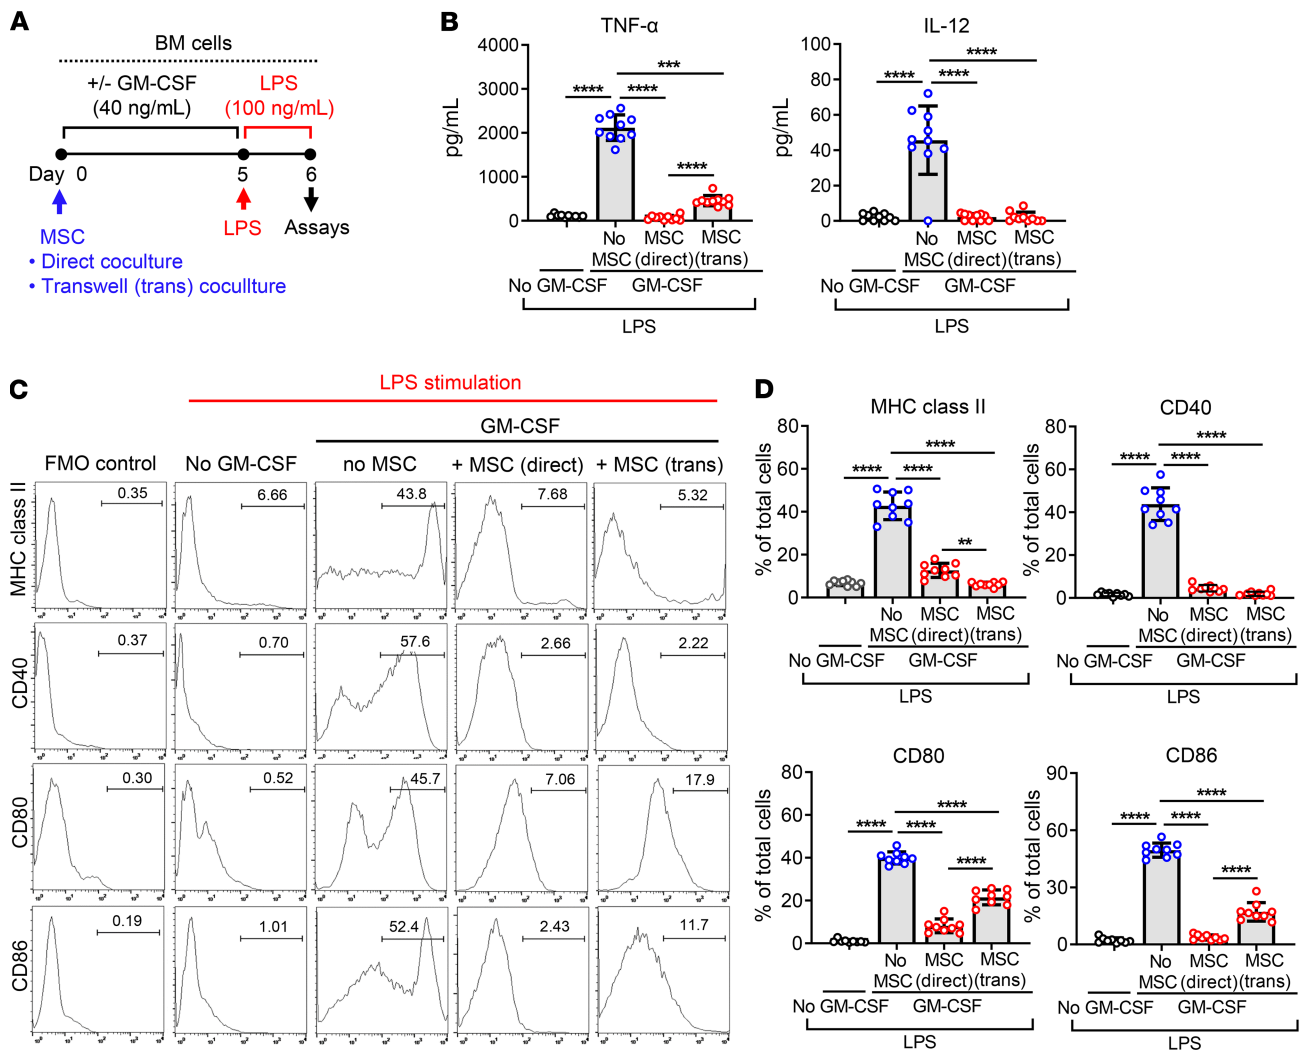 A
BM cells
+/- GM-CSF
(40 ng/mL)
LPS
(100 ng/mL)
Day 0 5 6
MSC
LPS
Assays
• Direct coculture
• Transwell (trans) cocullture
B
TNF-α
pg/mL
4000
3000
2000
1000
0
****
****
***
****
No MSC MSC
MSC (direct) (trans)
No GM-CSF GM-CSF
LPS
IL-12
pg/mL
100
80
60
40
20
0
****
****
****
No MSC MSC
MSC (direct) (trans)
No GM-CSF GM-CSF
LPS
C
LPS stimulation
GM-CSF
FMO control No GM-CSF no MSC + MSC (direct) + MSC (trans)
MHC class II
0.35 6.66 43.8 7.68 5.32
CD40
0.37 0.70 57.6 2.66 2.22
CD80
0.30 0.52 45.7 7.06 17.9
CD86
0.19 1.01 52.4 2.43 11.7
D
MHC class II
% of total cells
80
60
40
20
0
****
****
****
**
No MSC MSC
MSC (direct) (trans)
No GM-CSF GM-CSF
LPS
CD40
% of total cells
80
60
40
20
0
****
****
****
No MSC MSC
MSC (direct) (trans)
No GM-CSF GM-CSF
LPS
CD80
% of total cells
80
60
40
20
0
****
****
****
****
No MSC MSC
MSC (direct) (trans)
No GM-CSF GM-CSF
LPS
CD86
% of total cells
90
60
30
0
****
****
****
****
No MSC MSC
MSC (direct) (trans)
No GM-CSF GM-CSF
LPS